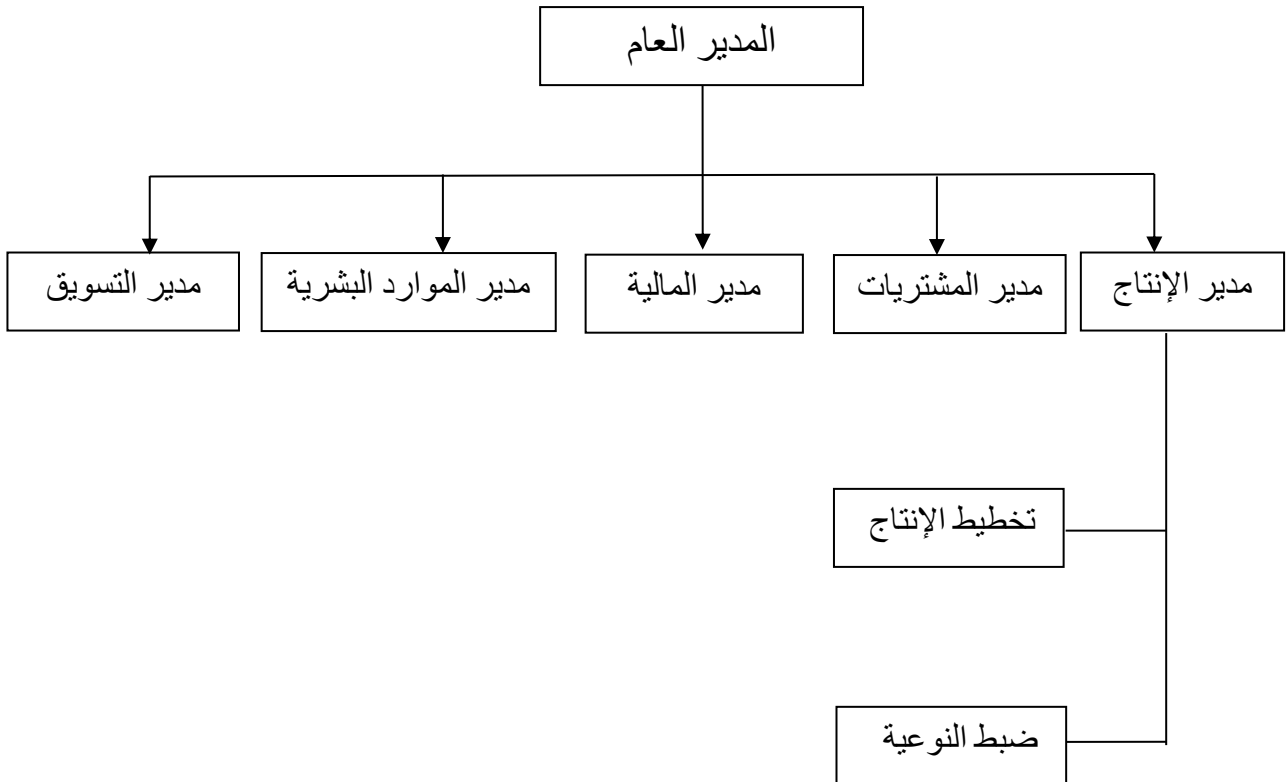 المدير العام
مدير الإنتاج
مدير المشتريات
مدير المالية
مدير الموارد البشرية
مدير التسويق
تخطيط الإنتاج
ضبط النوعية